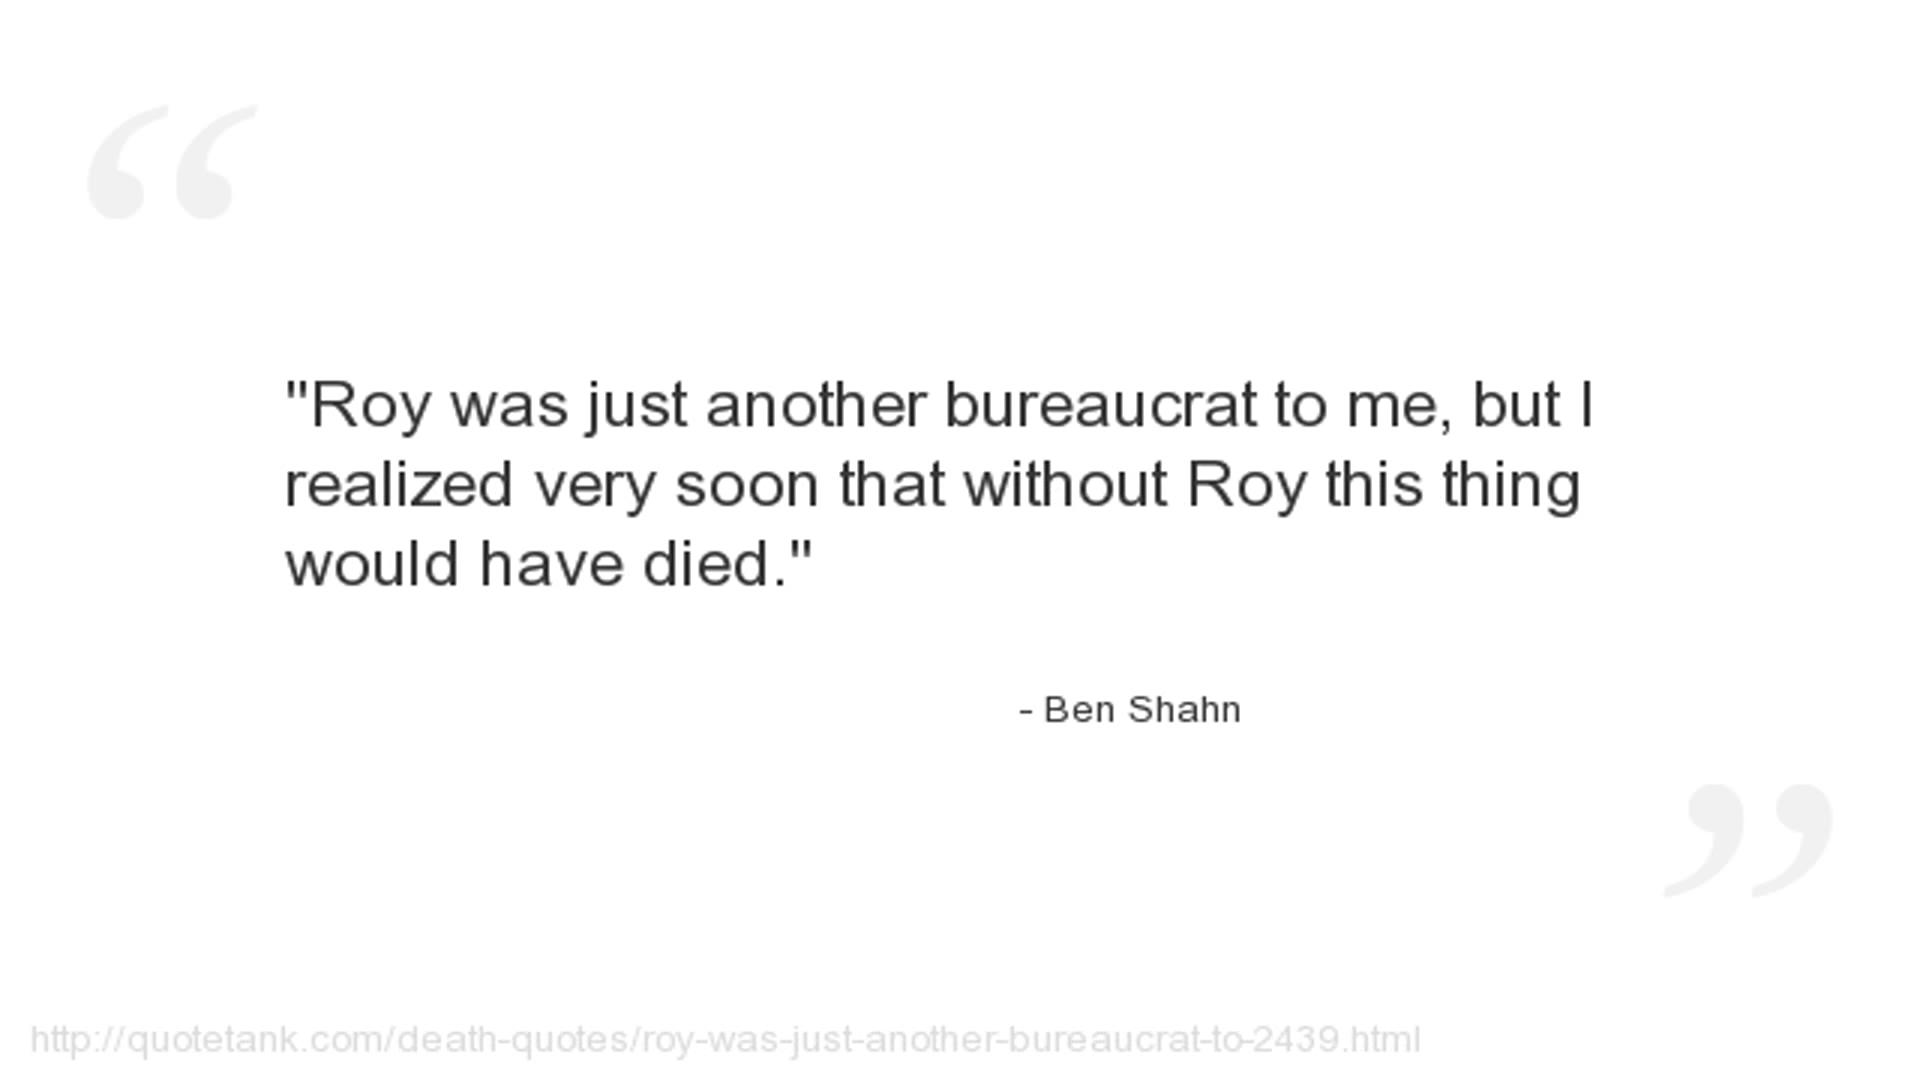 "Roy was just another bureaucrat to me, but I
realized very soon that without Roy this thing
would have died."
- Ben Shahn
http://quotetank.com/death-quotes/roy-was-just-another-bureaucrat-to-2439.html